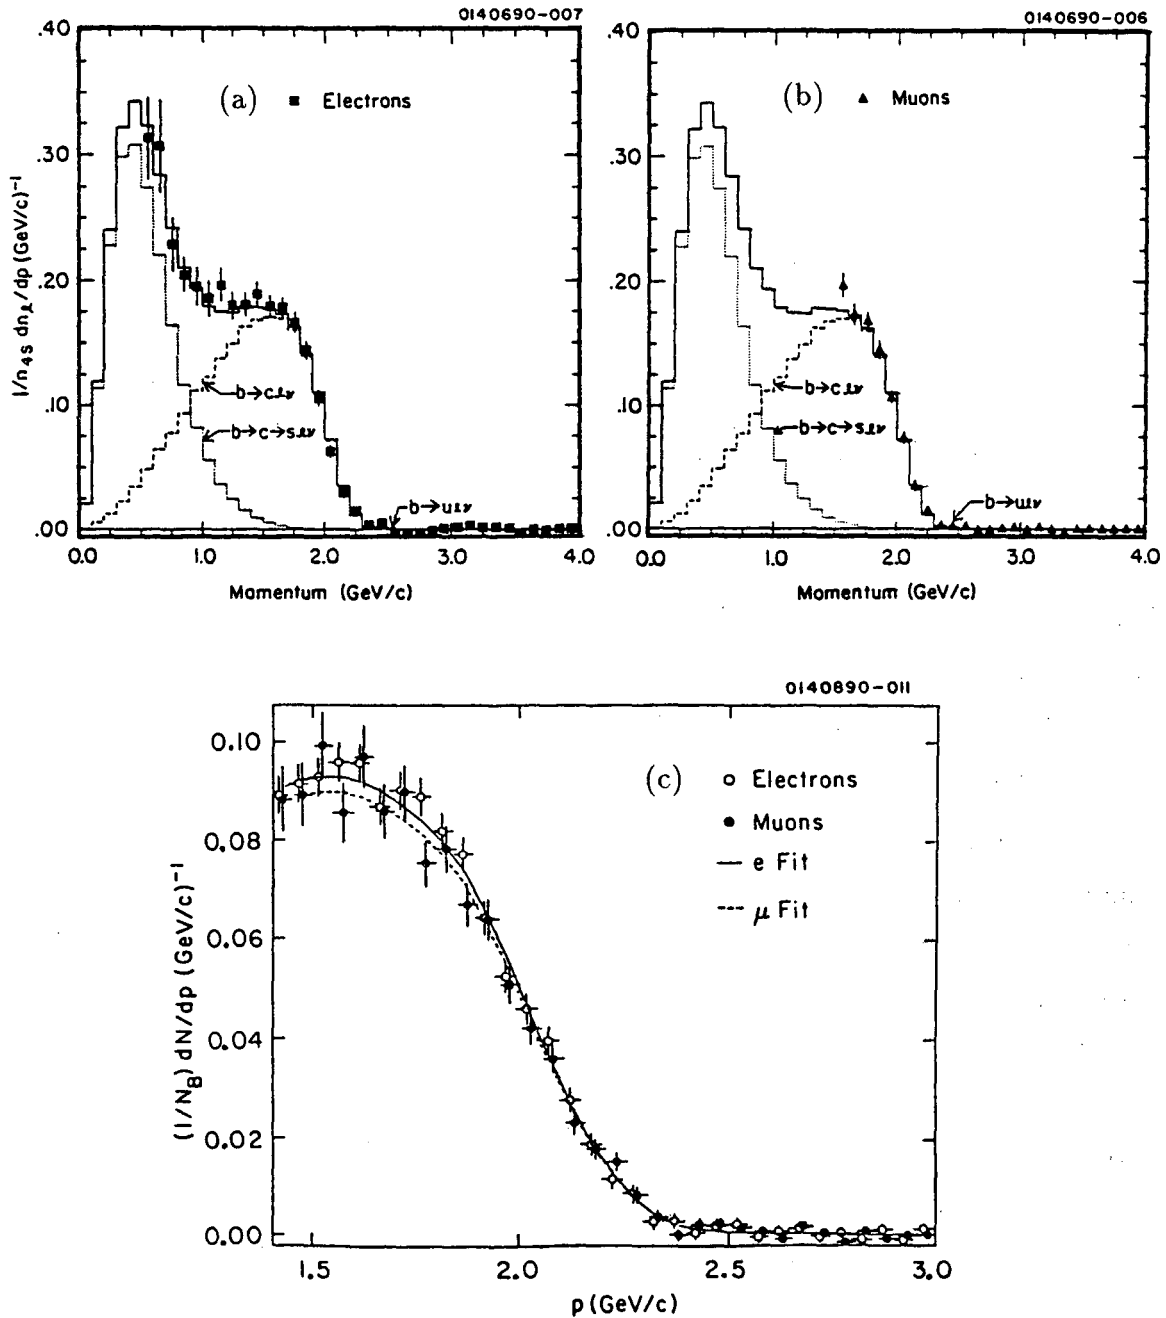 0140690-007
.40
.30
.20
.10
.00
1/n4S dnℓ/dp (GeV/c)⁻¹
(a) ■ Electrons
b→cℓν
b→c→sℓν
b→uℓν
0.0 1.0 2.0 3.0 4.0
Momentum (GeV/c)
0140690-006
.40
.30
.20
.10
.00
(b) ▲ Muons
b→cℓν
b→c→sℓν
b→uℓν
0.0 1.0 2.0 3.0 4.0
Momentum (GeV/c)
0140890-011
0.10
0.08
0.06
0.04
0.02
0.00
(1/NB) dN/dp (GeV/c)⁻¹
(c) ○ Electrons
● Muons
— e Fit
--- μ Fit
1.5 2.0 2.5 3.0
p (GeV/c)